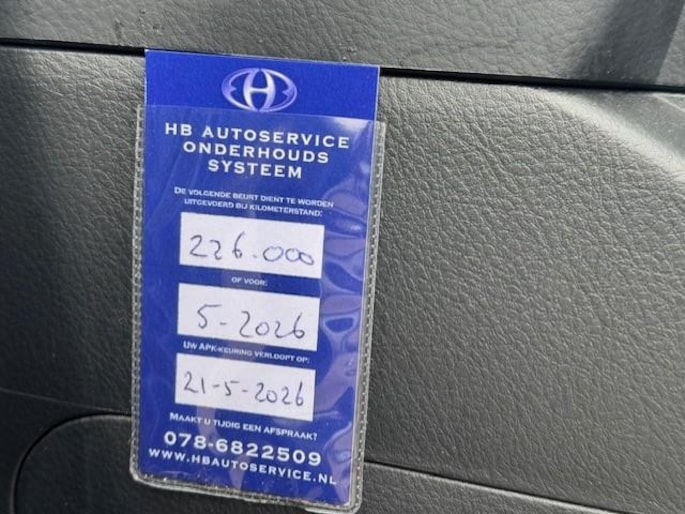 HB
HB AUTOSERVICE
ONDERHOUDS
SYSTEEM
DE VOLGENDE BEURT DIENT TE WORDEN
UITGEVOERD BIJ KILOMETERSTAND:
226.000
OF VOOR:
5-2026
UW APK-KEURING VERLOOPT OP:
21-5-2026
MAAKT U TIJDIG EEN AFSPRAAK?
078-6822509
WWW.HBAUTOSERVICE.NL